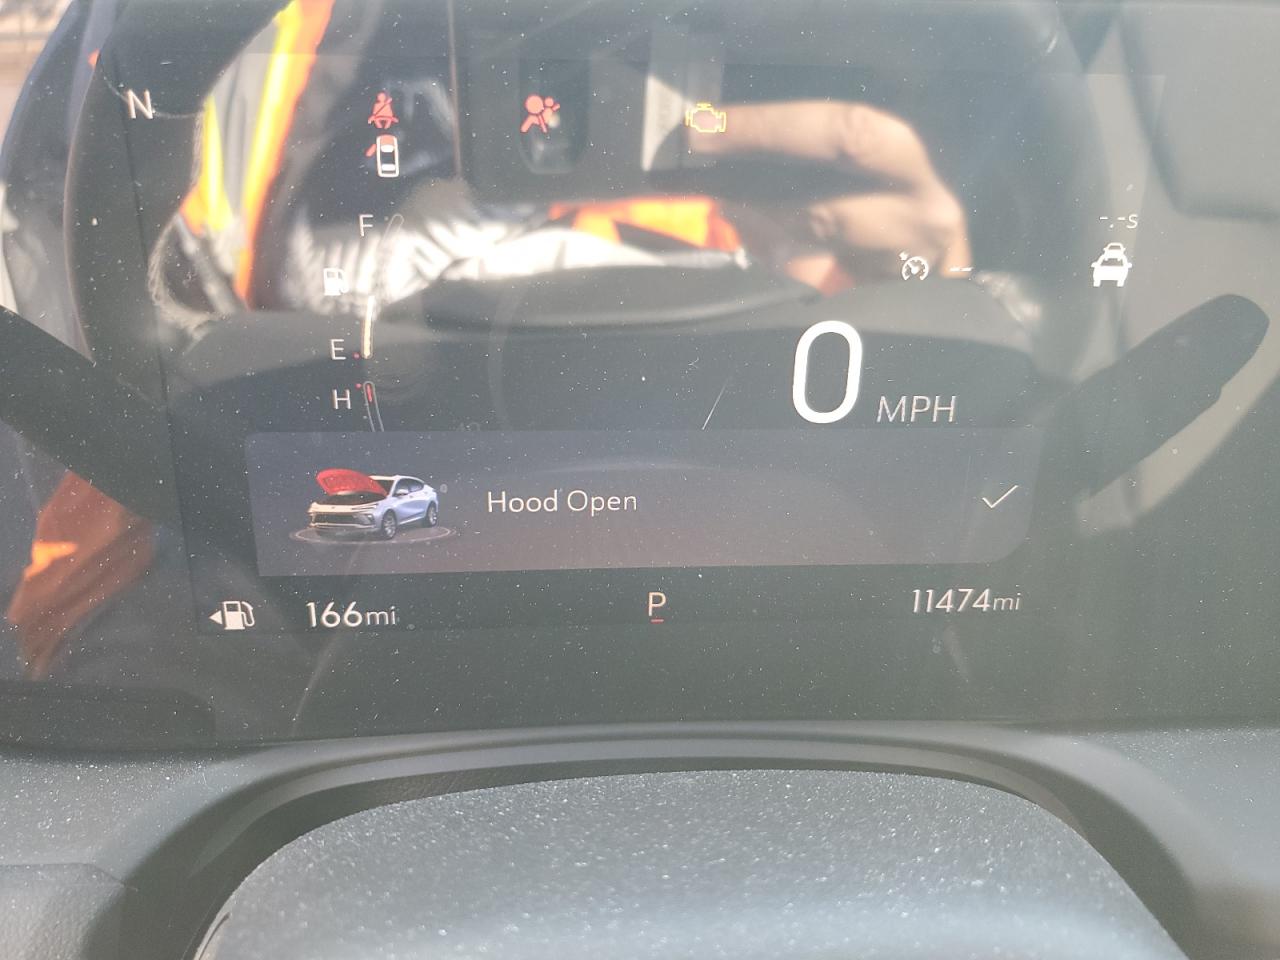 N
F
-.-s
--
E
H
0 MPH
Hood Open
166mi
P
11474mi